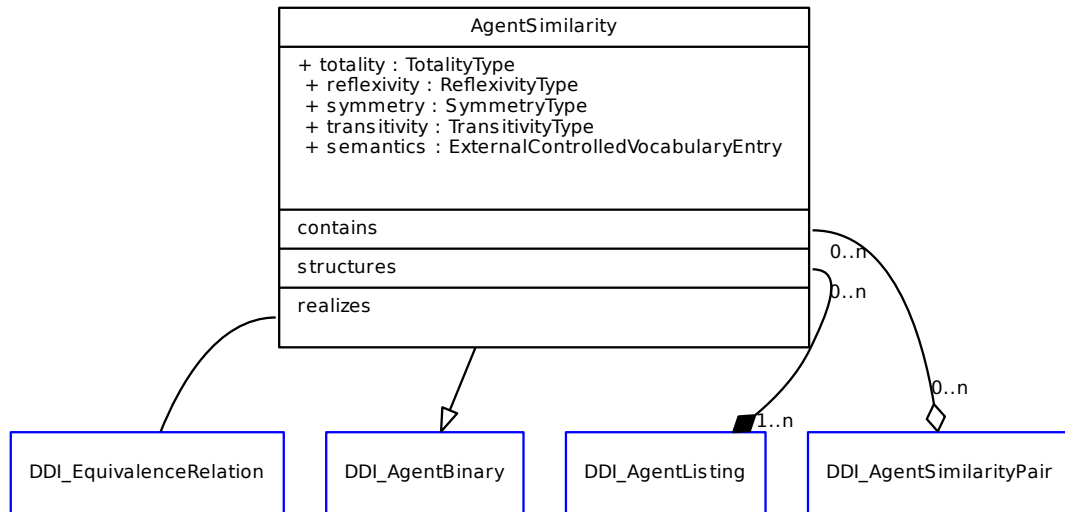 AgentSimilarity
+ totality : TotalityType
+ reflexivity : ReflexivityType
+ symmetry : SymmetryType
+ transitivity : TransitivityType
+ semantics : ExternalControlledVocabularyEntry
contains
0..n
structures
0..n
realizes
0..n
1..n
DDI_EquivalenceRelation
DDI_AgentBinary
DDI_AgentListing
DDI_AgentSimilarityPair